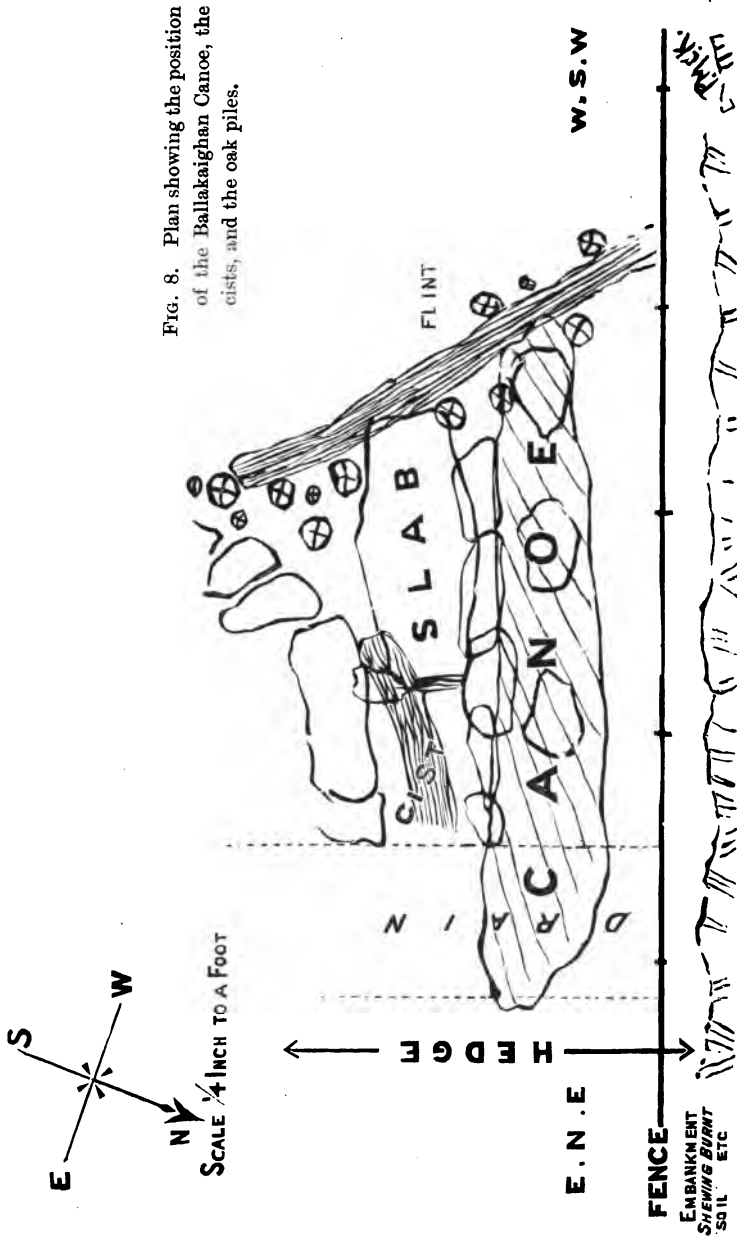 FIG. 8. Plan showing the position
of the Ballakaighan Canoe, the
cists, and the oak piles.
S
E
W
N
SCALE ¼ INCH TO A FOOT
FLINT
SLAB
CIST
CANOE
DRAIN
HEDGE
E.N.E
W.S.W
FENCE
EMBANKMENT
SHEWING BURNT
SOIL ETC